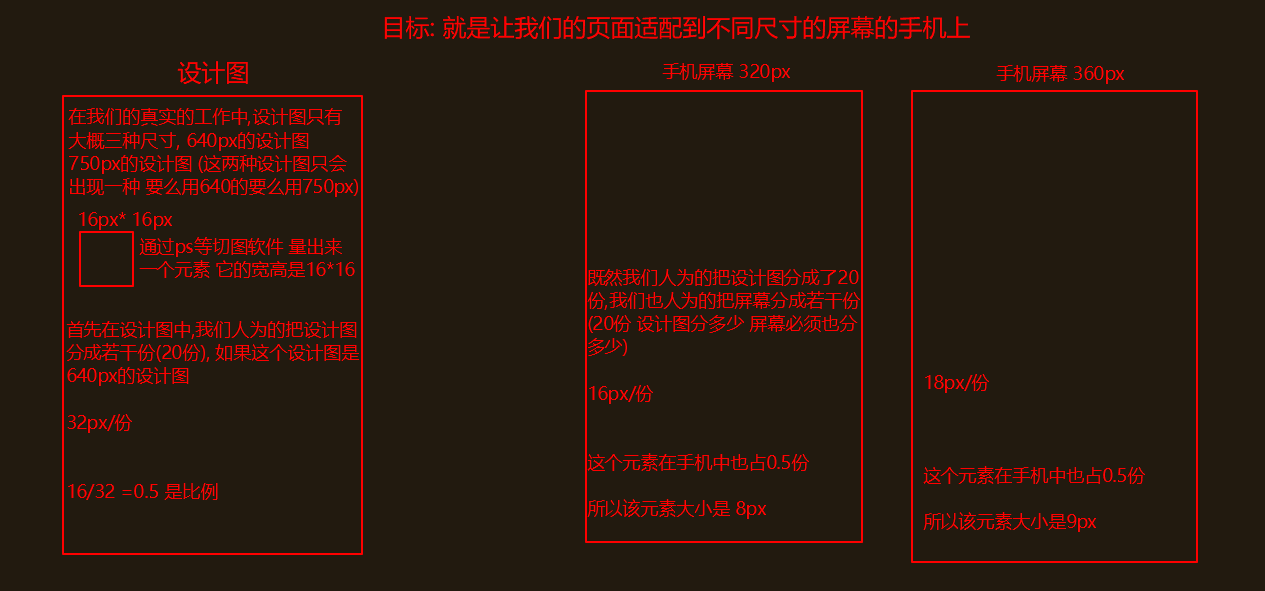 目标: 就是让我们的页面适配到不同尺寸的屏幕的手机上
设计图
在我们的真实的工作中,设计图只有
大概三种尺寸, 640px的设计图
750px的设计图 (这两种设计图只会
出现一种 要么用640的要么用750px)
16px* 16px
通过ps等切图软件 量出来
一个元素 它的宽高是16*16
首先在设计图中,我们人为的把设计图
分成若干份(20份), 如果这个设计图是
640px的设计图
32px/份
16/32 =0.5 是比例
手机屏幕 320px
既然我们人为的把设计图分成了20
份,我们也人为的把屏幕分成若干份
(20份 设计图分多少 屏幕必须也分
多少)
16px/份
这个元素在手机中也占0.5份
所以该元素大小是 8px
手机屏幕 360px
18px/份
这个元素在手机中也占0.5份
所以该元素大小是9px